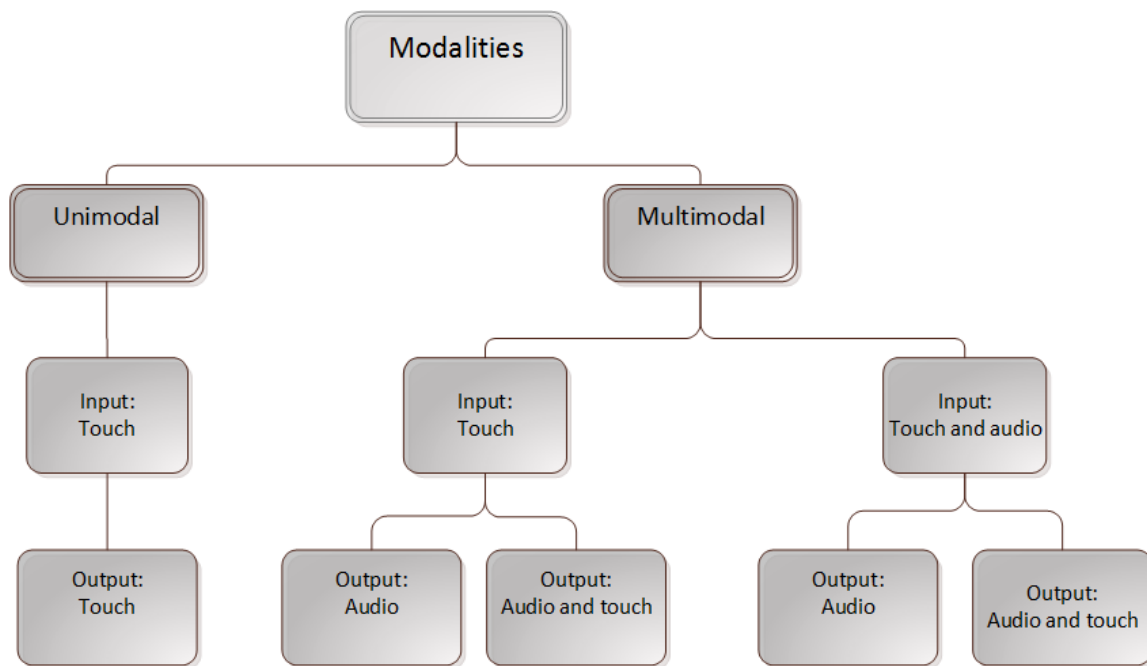 Modalities
Unimodal
Multimodal
Input:
Touch
Input:
Touch
Input:
Touch and audio
Output:
Touch
Output:
Audio
Output:
Audio and touch
Output:
Audio
Output:
Audio and touch